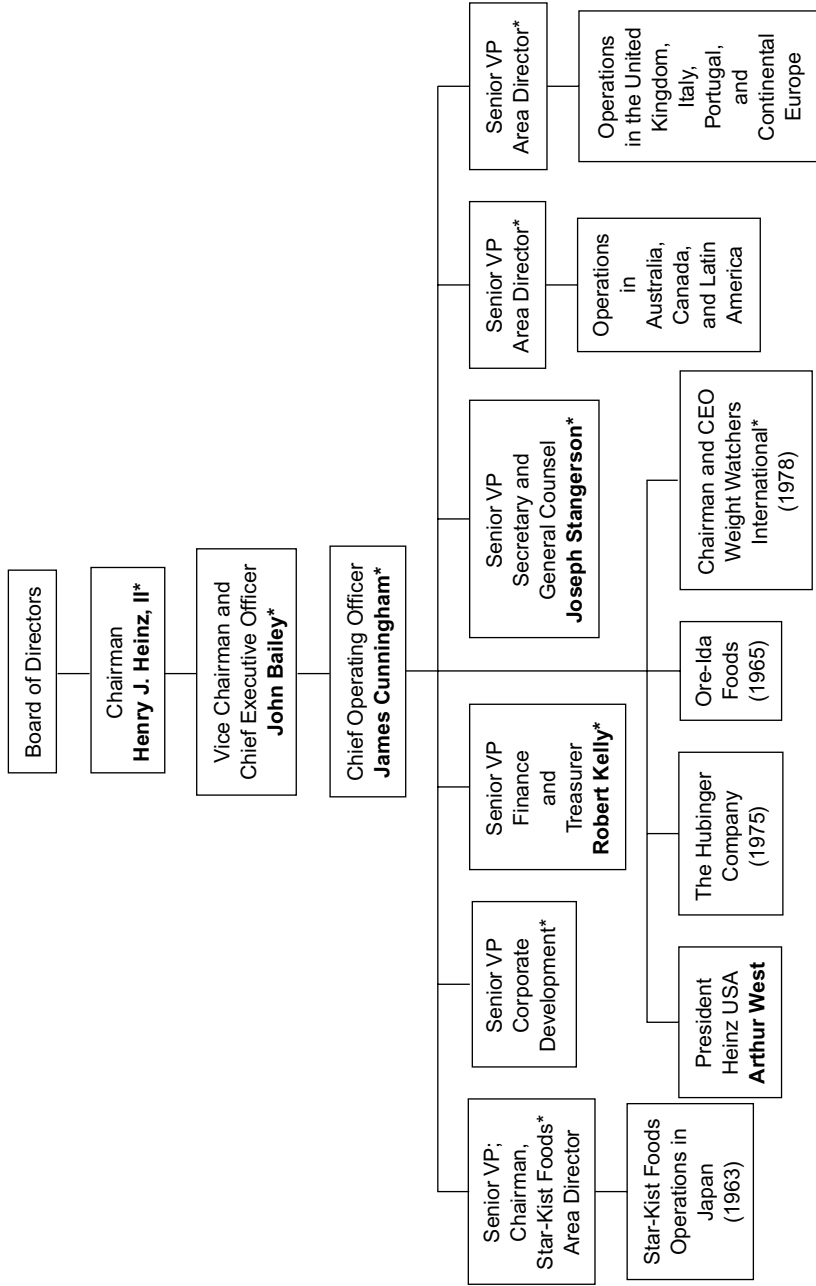 Board of Directors
Chairman
Henry J. Heinz, II*
Vice Chairman and
Chief Executive Officer
John Bailey*
Chief Operating Officer
James Cunningham*
Senior VP;
Chairman,
Star-Kist Foods*
Area Director
Senior VP
Corporate
Development*
Senior VP
Finance
and
Treasurer
Robert Kelly*
Senior VP
Secretary and
General Counsel
Joseph Stangerson*
Senior VP
Area Director*
Senior VP
Area Director*
Star-Kist Foods
Operations in
Japan
(1963)
Operations
in
Australia,
Canada,
and Latin
America
Operations
in the United
Kingdom,
Italy,
Portugal,
and
Continental
Europe
President
Heinz USA
Arthur West
The Hubinger
Company
(1975)
Ore-Ida
Foods
(1965)
Chairman and CEO
Weight Watchers
International*
(1978)